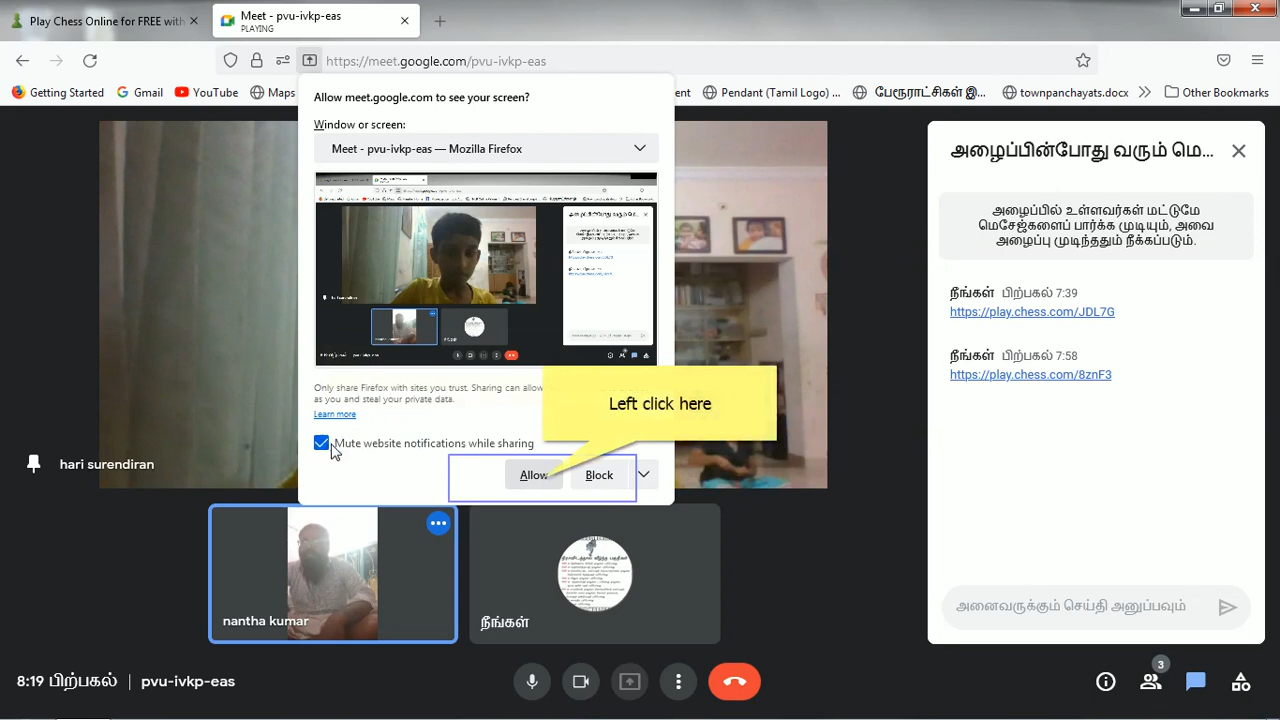 Play Chess Online for FREE with
Meet - pvu-ivkp-eas
PLAYING
https://meet.google.com/pvu-ivkp-eas
Getting Started
Gmail
YouTube
Maps
ent
Pendant (Tamil Logo) ...
பேரூராட்சிகள் இ...
townpanchayats.docx
Other Bookmarks
Allow meet.google.com to see your screen?
Window or screen:
Meet - pvu-ivkp-eas — Mozilla Firefox
Only share Firefox with sites you trust. Sharing can allow
as you and steal your private data.
Learn more
Left click here
Mute website notifications while sharing
Allow
Block
hari surendiran
nantha kumar
நீங்கள்
அழைப்பின்போது வரும் மெ...
அழைப்பில் உள்ளவர்கள் மட்டுமே
மெசேஜ்களைப் பார்க்க முடியும், அவை
அழைப்பு முடிந்ததும் நீக்கப்படும்.
நீங்கள் பிற்பகல் 7:39
https://play.chess.com/JDL7G
நீங்கள் பிற்பகல் 7:58
https://play.chess.com/8znF3
அனைவருக்கும் செய்தி அனுப்பவும்
8:19 பிற்பகல் | pvu-ivkp-eas
3